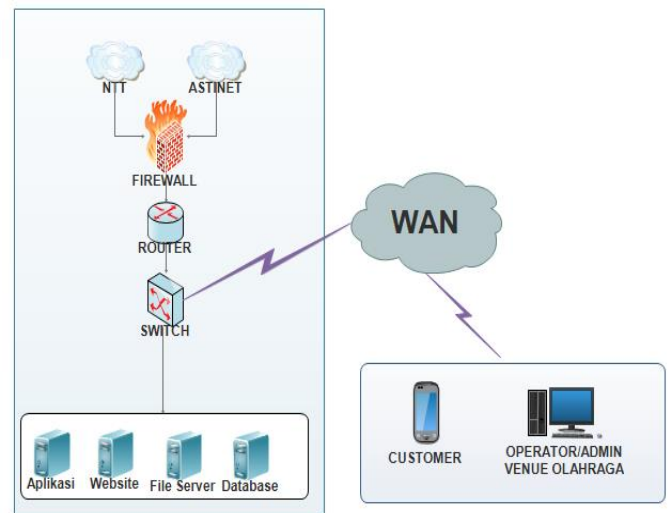 NTT
ASTINET
FIREWALL
ROUTER
SWITCH
Aplikasi
Website
File Server
Database
WAN
CUSTOMER
OPERATOR/ADMIN
VENUE OLAHRAGA